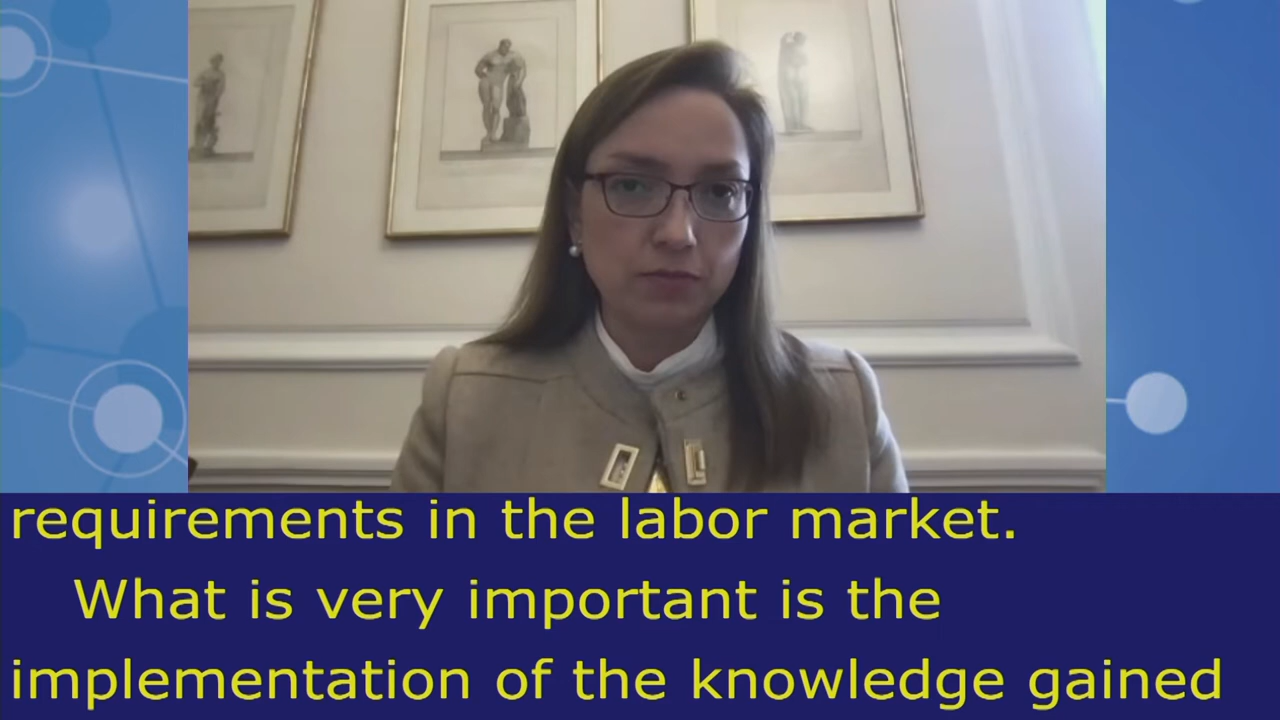 requirements in the labor market.
What is very important is the
implementation of the knowledge gained